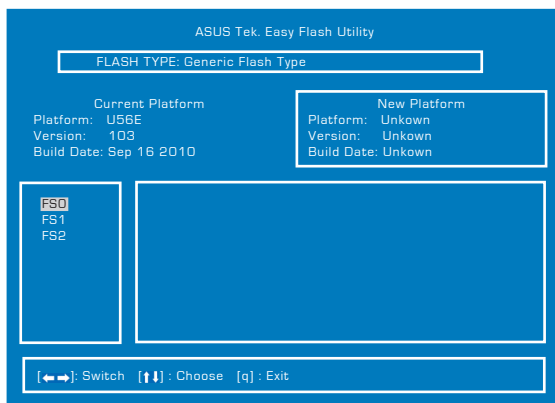 ASUS Tek. Easy Flash Utility
FLASH TYPE: Generic Flash Type
Current Platform
Platform: U56E
Version: 103
Build Date: Sep 16 2010
New Platform
Platform: Unkown
Version: Unkown
Build Date: Unkown
FS0
FS1
FS2
[←→]: Switch [↑↓] : Choose [q] : Exit